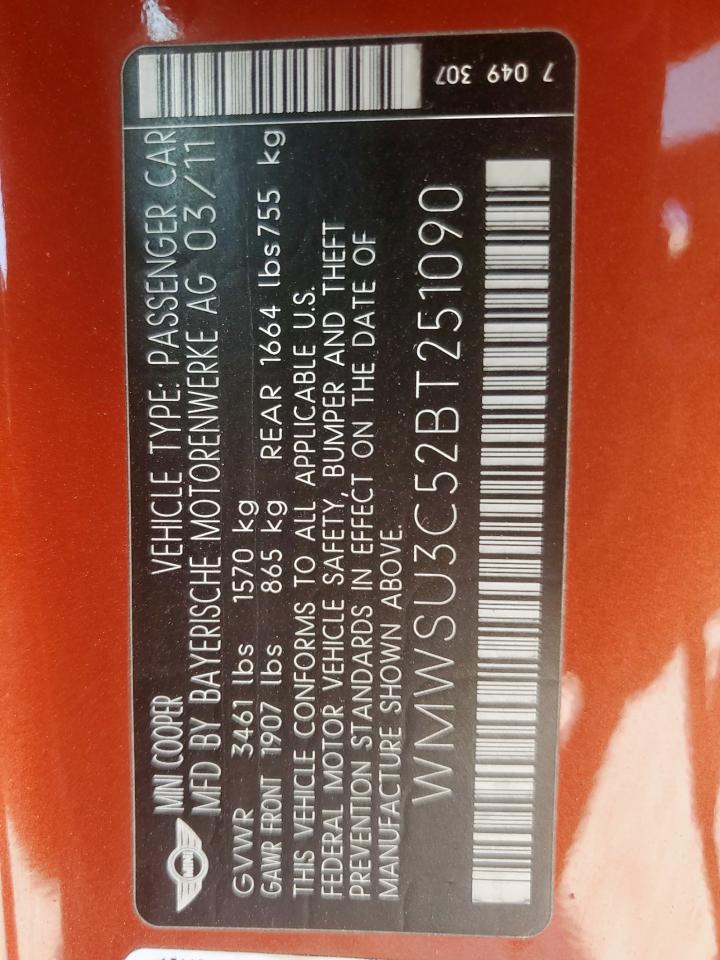 MINI
MINI COOPER VEHICLE TYPE: PASSENGER CAR
MFD BY BAYERISCHE MOTORENWERKE AG 03/11
GVWR 3461 lbs 1570 kg
GAWR FRONT 1907 lbs 865 kg REAR 1664 lbs 755 kg
THIS VEHICLE CONFORMS TO ALL APPLICABLE U.S.
FEDERAL MOTOR VEHICLE SAFETY, BUMPER AND THEFT
PREVENTION STANDARDS IN EFFECT ON THE DATE OF
MANUFACTURE SHOWN ABOVE.
WMWSU3C52BT251090
7 049 307